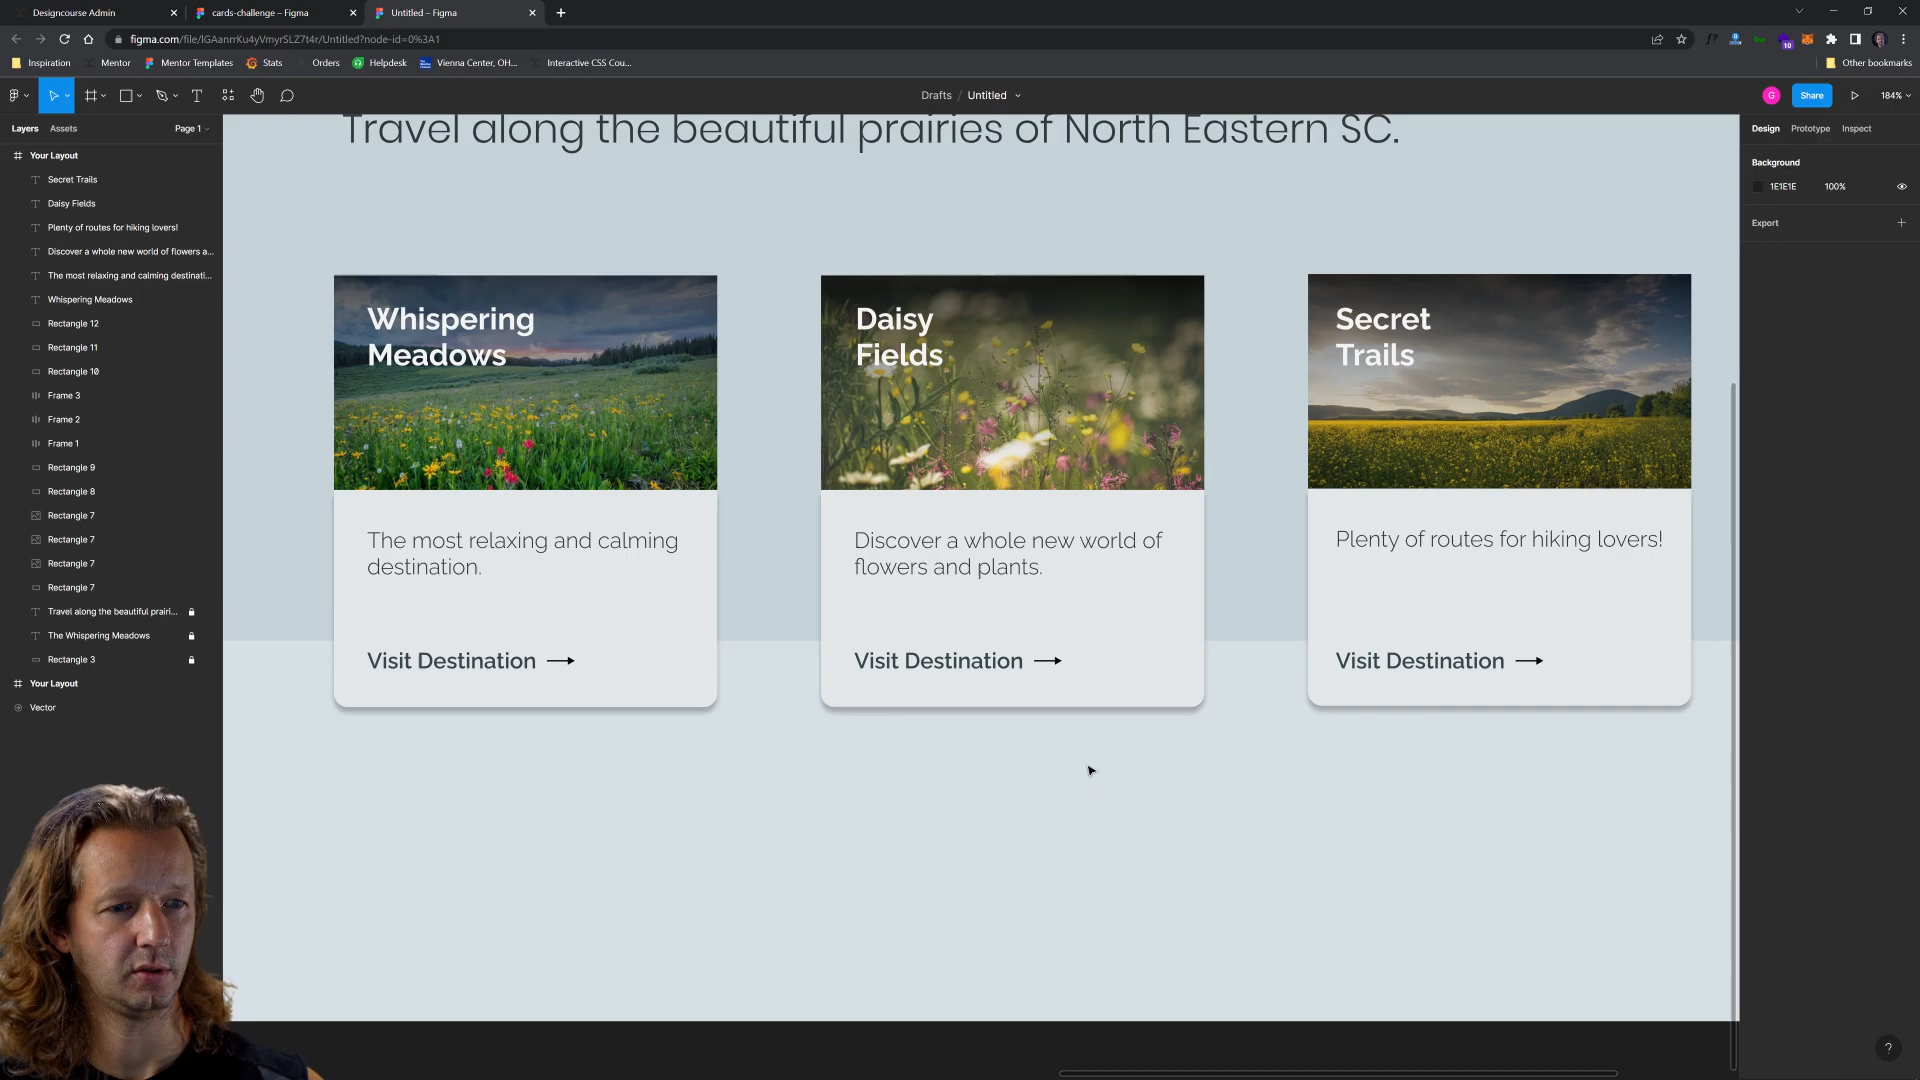 Designcourse Admin
cards-challenge – Figma
Untitled – Figma
figma.com/file/lGAanrrKu4yVmyrSLZ7t4r/Untitled?node-id=0%3A1
10
Inspiration
Mentor
Mentor Templates
Stats
Orders
Helpdesk
Vienna Center, OH...
Interactive CSS Cou...
Other bookmarks
Drafts / Untitled
G
Share
184%
Layers
Assets
Page 1
Your Layout
Secret Trails
Daisy Fields
Plenty of routes for hiking lovers!
Discover a whole new world of flowers a...
The most relaxing and calming destinati...
Whispering Meadows
Rectangle 12
Rectangle 11
Rectangle 10
Frame 3
Frame 2
Frame 1
Rectangle 9
Rectangle 8
Rectangle 7
Rectangle 7
Rectangle 7
Rectangle 7
Travel along the beautiful prairi...
The Whispering Meadows
Rectangle 3
Your Layout
Vector
Travel along the beautiful prairies of North Eastern SC.
Whispering
Meadows
The most relaxing and calming
destination.
Visit Destination
Daisy
Fields
Discover a whole new world of
flowers and plants.
Visit Destination
Secret
Trails
Plenty of routes for hiking lovers!
Visit Destination
Design
Prototype
Inspect
Background
1E1E1E
100%
Export
?